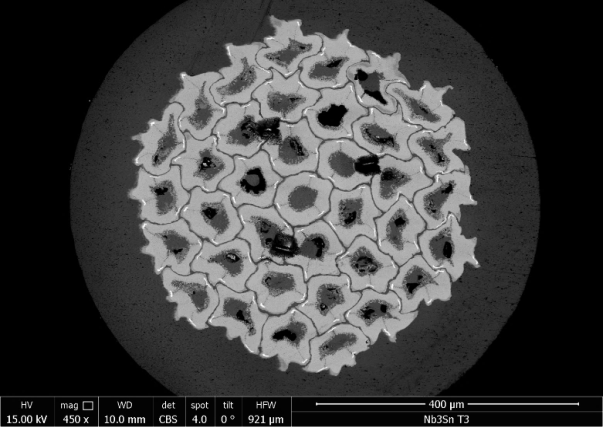 HV mag □ WD det spot tilt HFW 400 µm
15.00 kV 450 x 10.0 mm CBS 4.0 0 ° 921 µm Nb3Sn T3